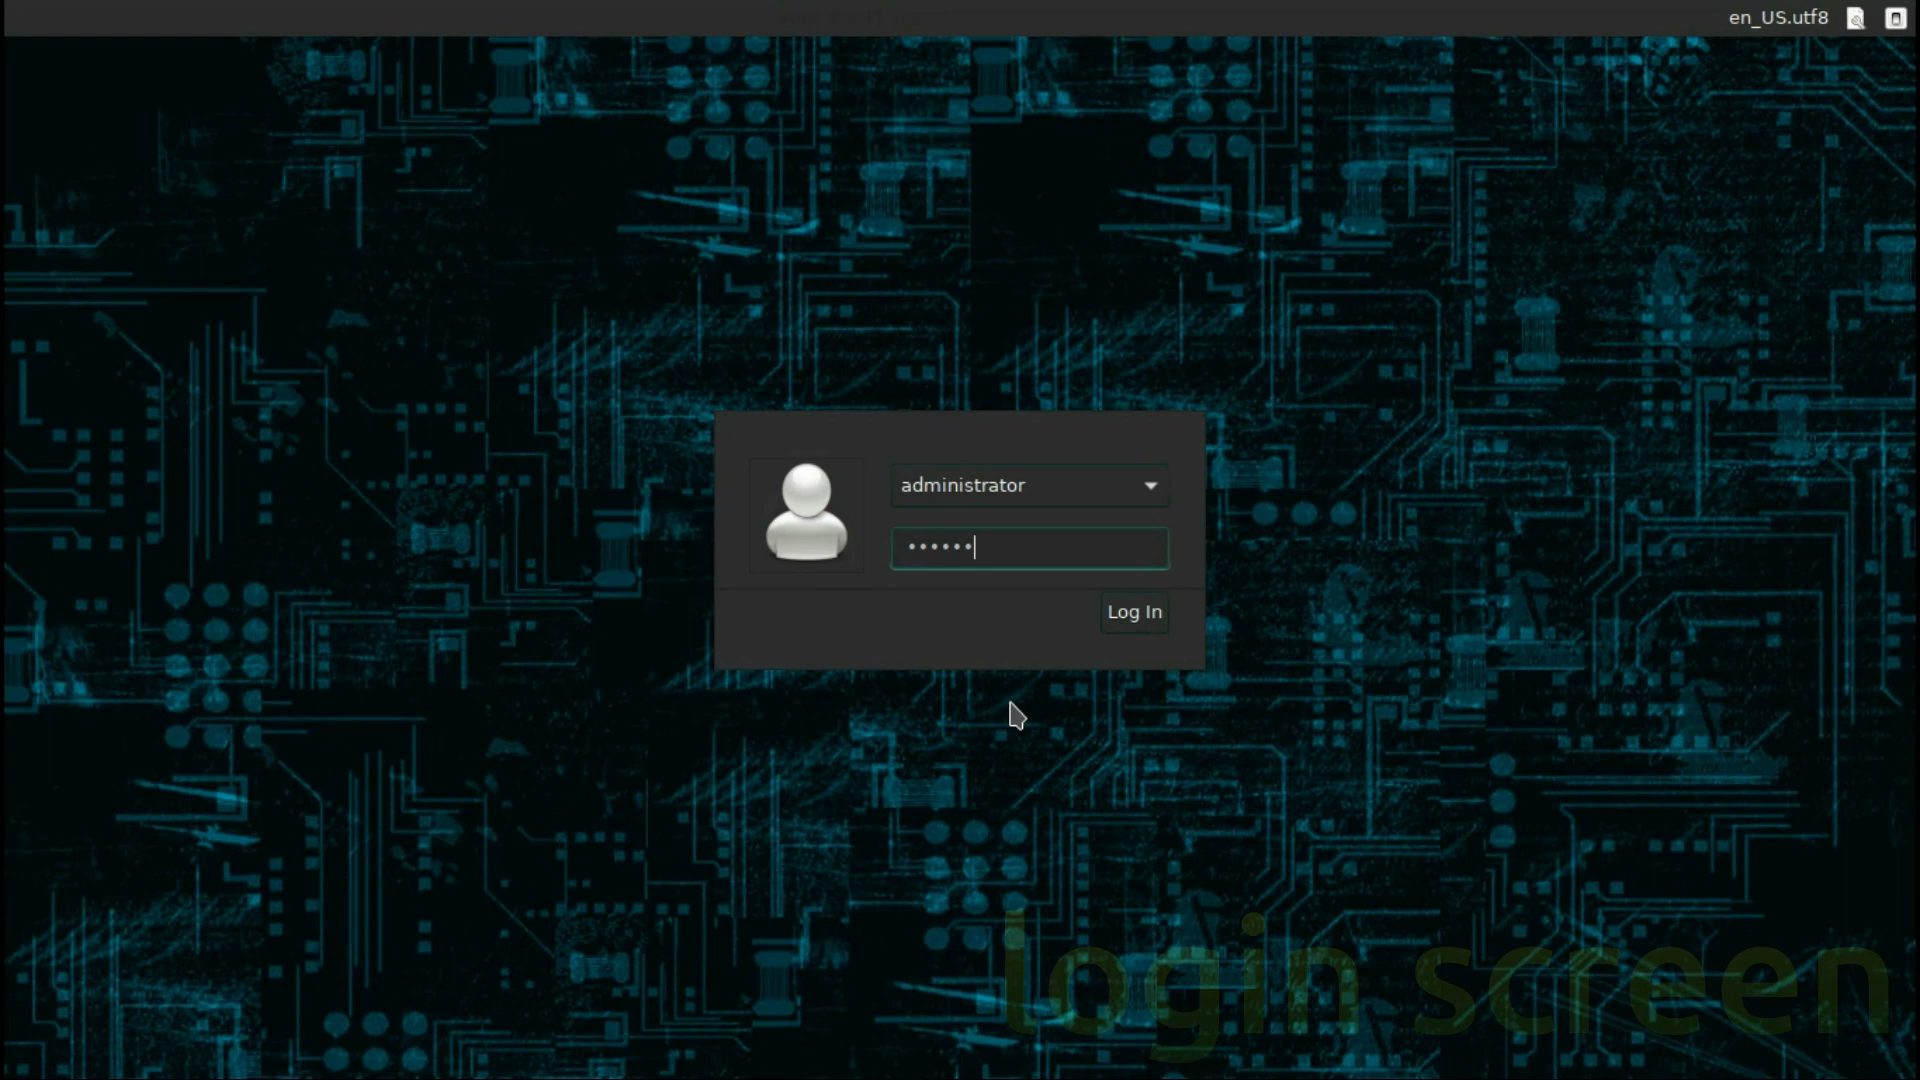 en_US.utf8
administrator
••••••
Log In
login screen